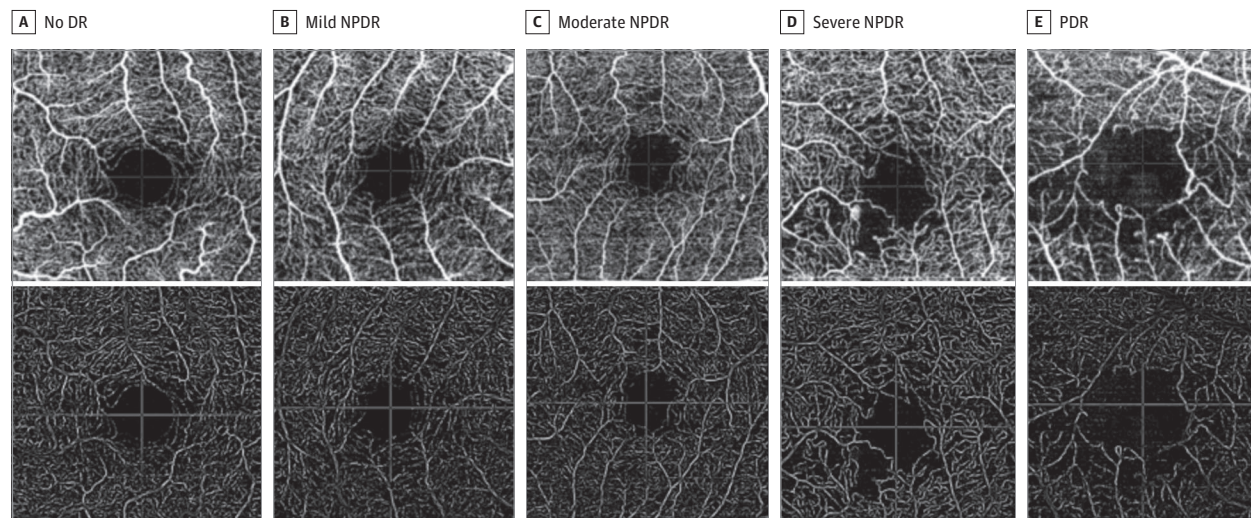 A No DR
B Mild NPDR
C Moderate NPDR
D Severe NPDR
E PDR